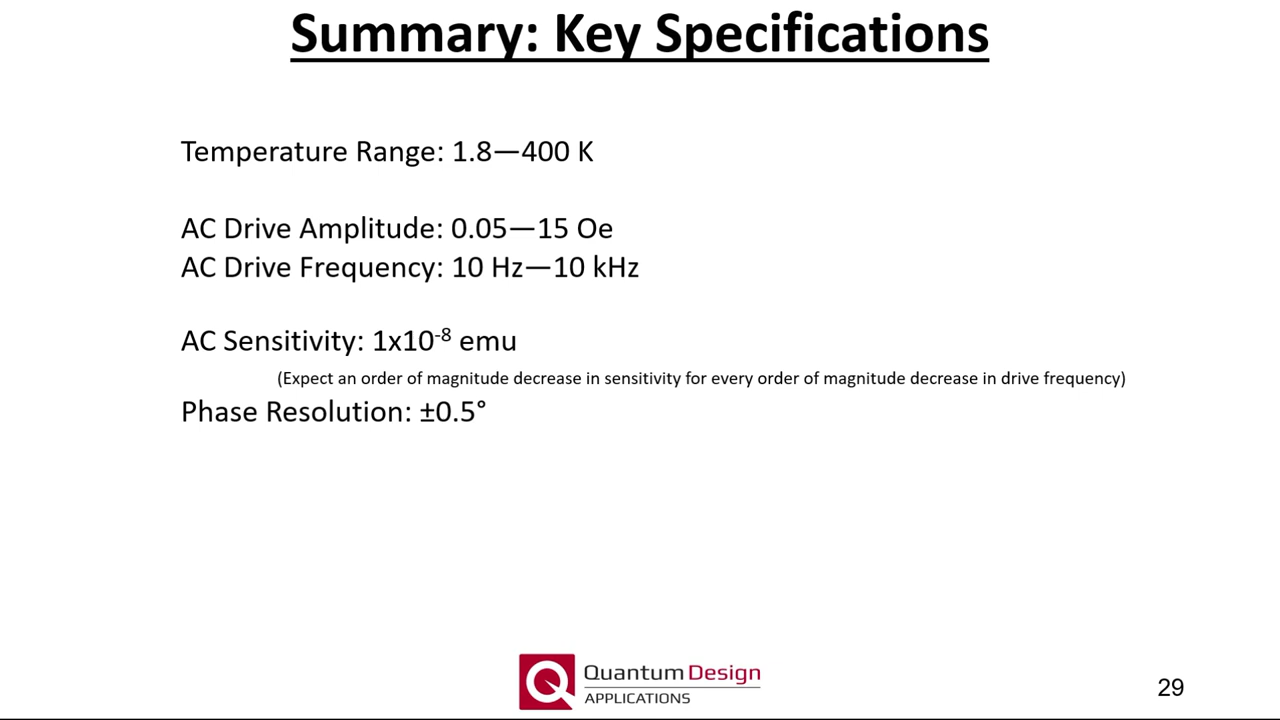 Summary: Key Specifications
Temperature Range: 1.8—400 K
AC Drive Amplitude: 0.05—15 Oe
AC Drive Frequency: 10 Hz—10 kHz
AC Sensitivity: 1x10⁻⁸ emu
(Expect an order of magnitude decrease in sensitivity for every order of magnitude decrease in drive frequency)
Phase Resolution: ±0.5°
Quantum Design
APPLICATIONS
29